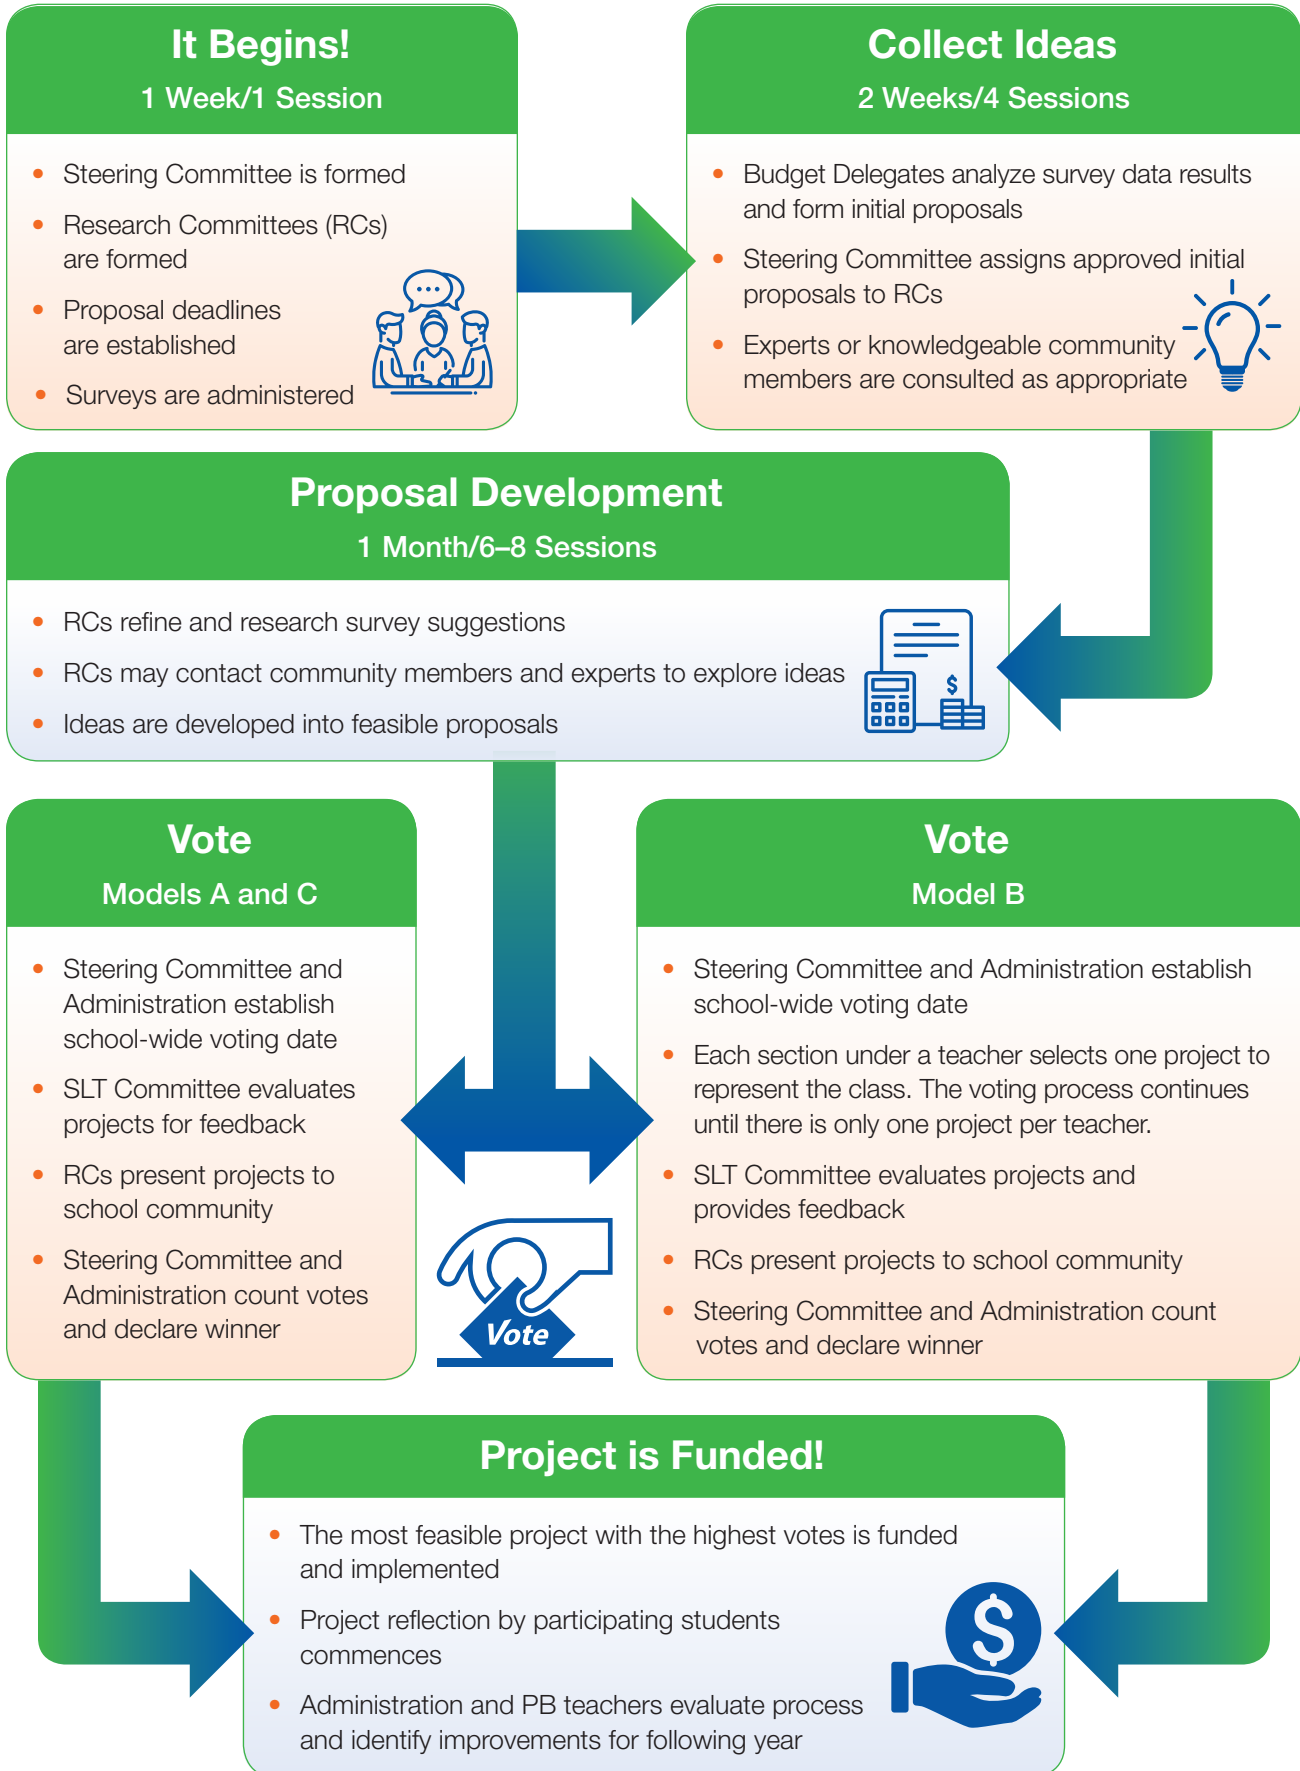 It Begins!
1 Week/1 Session
• Steering Committee is formed
• Research Committees (RCs)
are formed
• Proposal deadlines
are established
• Surveys are administered
Collect Ideas
2 Weeks/4 Sessions
• Budget Delegates analyze survey data results
and form initial proposals
• Steering Committee assigns approved initial
proposals to RCs
• Experts or knowledgeable community
members are consulted as appropriate
Proposal Development
1 Month/6–8 Sessions
• RCs refine and research survey suggestions
• RCs may contact community members and experts to explore ideas
• Ideas are developed into feasible proposals
$
Vote
Models A and C
• Steering Committee and
Administration establish
school-wide voting date
• SLT Committee evaluates
projects for feedback
• RCs present projects to
school community
• Steering Committee and
Administration count votes
and declare winner
Vote
Vote
Model B
• Steering Committee and Administration establish
school-wide voting date
• Each section under a teacher selects one project to
represent the class. The voting process continues
until there is only one project per teacher.
• SLT Committee evaluates projects and
provides feedback
• RCs present projects to school community
• Steering Committee and Administration count
votes and declare winner
Project is Funded!
• The most feasible project with the highest votes is funded
and implemented
• Project reflection by participating students
commences
• Administration and PB teachers evaluate process
and identify improvements for following year
$